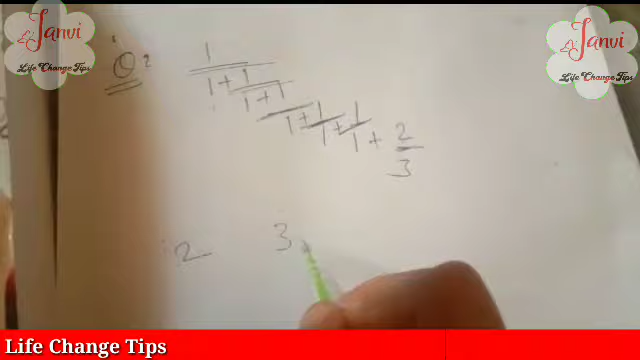 Janvi
Life Change Tips
Janvi
Life Change Tips
Q2
1
1 + 1
1 + 1
1 + 1
1 + 1
1 + 2
3
2 3
Life Change Tips